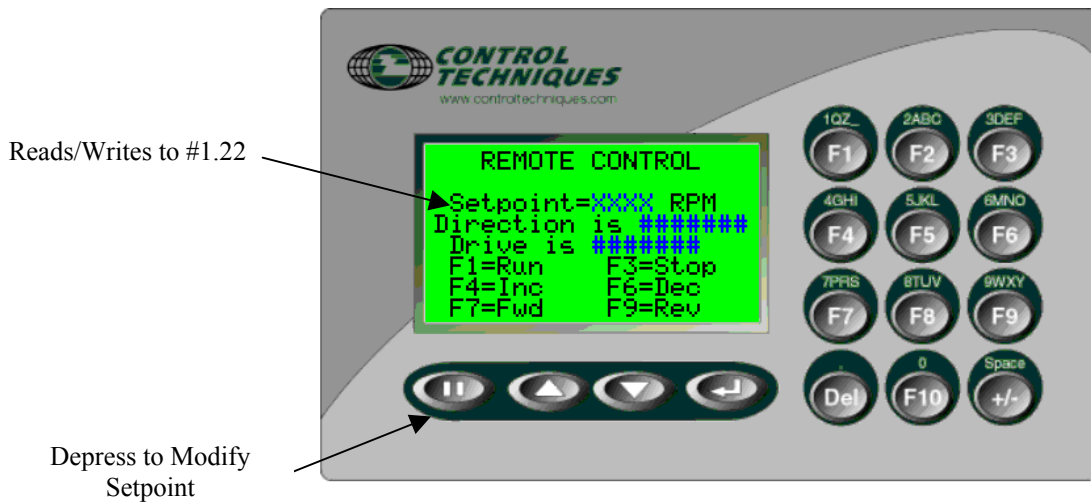 CONTROL
TECHNIQUES
www.controltechniques.com
Reads/Writes to #1.22
REMOTE CONTROL
Setpoint=XXXX RPM
Direction is #######
Drive is #######
F1=Run F3=Stop
F4=Inc F6=Dec
F7=Fwd F9=Rev
1QZ_ 2ABC 3DEF
F1 F2 F3
4GHI 5JKL 6MNO
F4 F5 F6
7PRS 8TUV 9WXY
F7 F8 F9
. 0 Space
Del F10 +/-
Depress to Modify
Setpoint